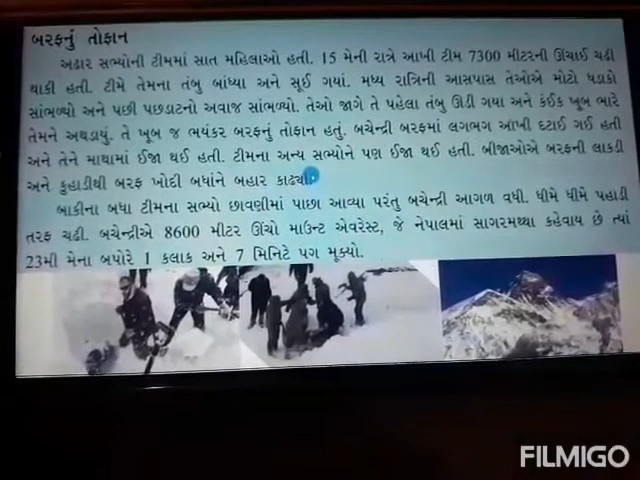 બરફનું તોફાન
અઢાર સભ્યોની ટીમમાં સાત મહિલાઓ હતી. 15 મેની રાત્રે આખી ટીમ 7300 મીટરની ઊંચાઈ ચઢી
થાકી હતી. ટીમે તેમના તંબુ બાંધ્યા અને સૂઈ ગયાં. મધ્ય રાત્રિની આસપાસ તેઓએ મોટો ધડાકો
સાંભળ્યો અને પછી પછડાટનો અવાજ સાંભળ્યો. તેઓ જાગે તે પહેલા તંબુ ઊડી ગયા અને કંઈક ખૂબ ભારે
તેમને અથડાયું. તે ખૂબ જ ભયંકર બરફનું તોફાન હતું. બચેન્દ્રી બરફમાં લગભગ આખી દટાઈ ગઈ હતી
અને તેને માથામાં ઈજા થઈ હતી. ટીમના અન્ય સભ્યોને પણ ઈજા થઈ હતી. બીજાઓએ બરફની લાકડી
અને કુહાડીથી બરફ ખોદી બધાંને બહાર કાઢ્યાં.
બાકીના બધા ટીમના સભ્યો છાવણીમાં પાછા આવ્યા પરંતુ બચેન્દ્રી આગળ વધી. ધીમે ધીમે પહાડી
તરફ ચઢી. બચેન્દ્રીએ 8600 મીટર ઊંચો માઉન્ટ એવરેસ્ટ, જે નેપાળમાં સાગરમથ્થા કહેવાય છે ત્યાં
23મી મેના બપોરે 1 કલાક અને 7 મિનિટે પગ મૂક્યો.
FILMIGO